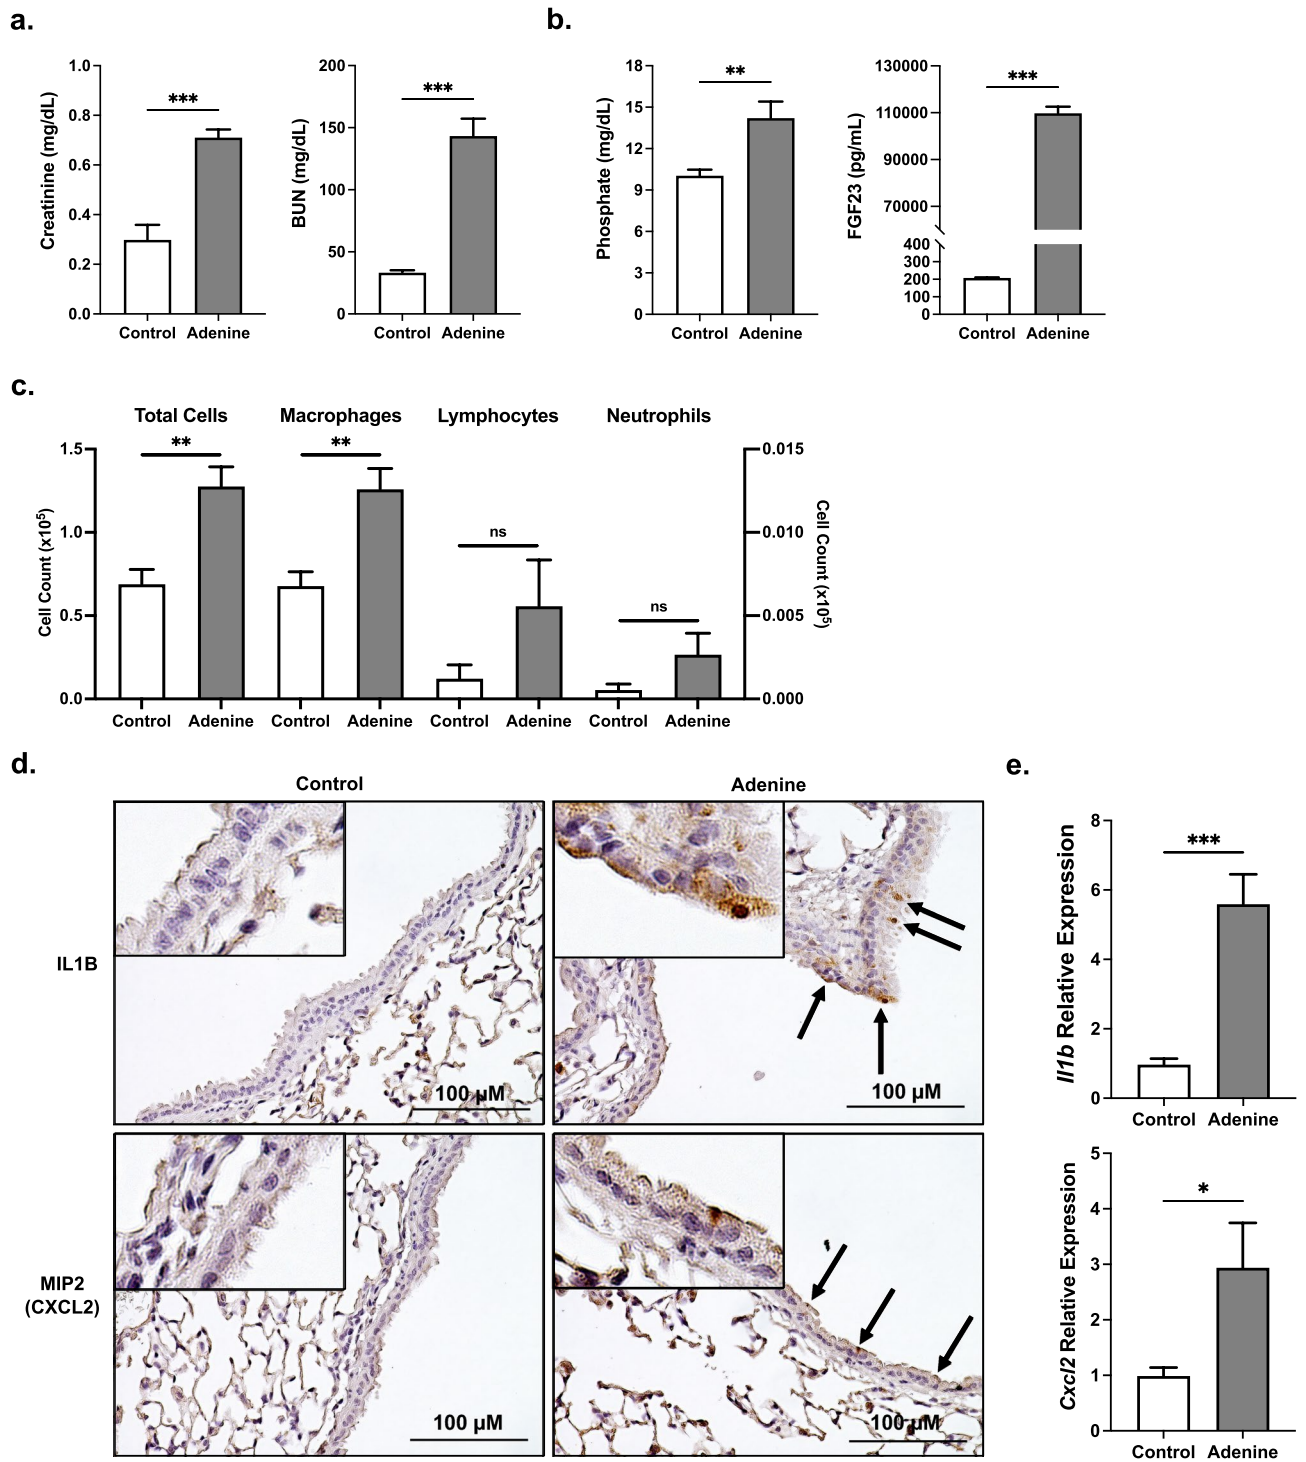 a.
b.
1.0
0.8
0.6
0.4
0.2
0.0
Creatinine (mg/dL)
***
Control Adenine
200
150
100
50
0
BUN (mg/dL)
***
Control Adenine
18
15
12
9
6
3
0
Phosphate (mg/dL)
**
Control Adenine
130000
110000
90000
70000
400
300
200
100
0
FGF23 (pg/mL)
***
Control Adenine
c.
Total Cells Macrophages Lymphocytes Neutrophils
1.5
1.0
0.5
0.0
Cell Count (x10⁵)
**
**
ns
ns
0.015
0.010
0.005
0.000
Cell Count (x10⁵)
Control Adenine Control Adenine Control Adenine Control Adenine
d.
Control
Adenine
IL1B
100 µM
100 µM
MIP2
(CXCL2)
100 µM
100 µM
e.
8
6
4
2
0
Il1b Relative Expression
***
Control Adenine
5
4
3
2
1
0
Cxcl2 Relative Expression
*
Control Adenine